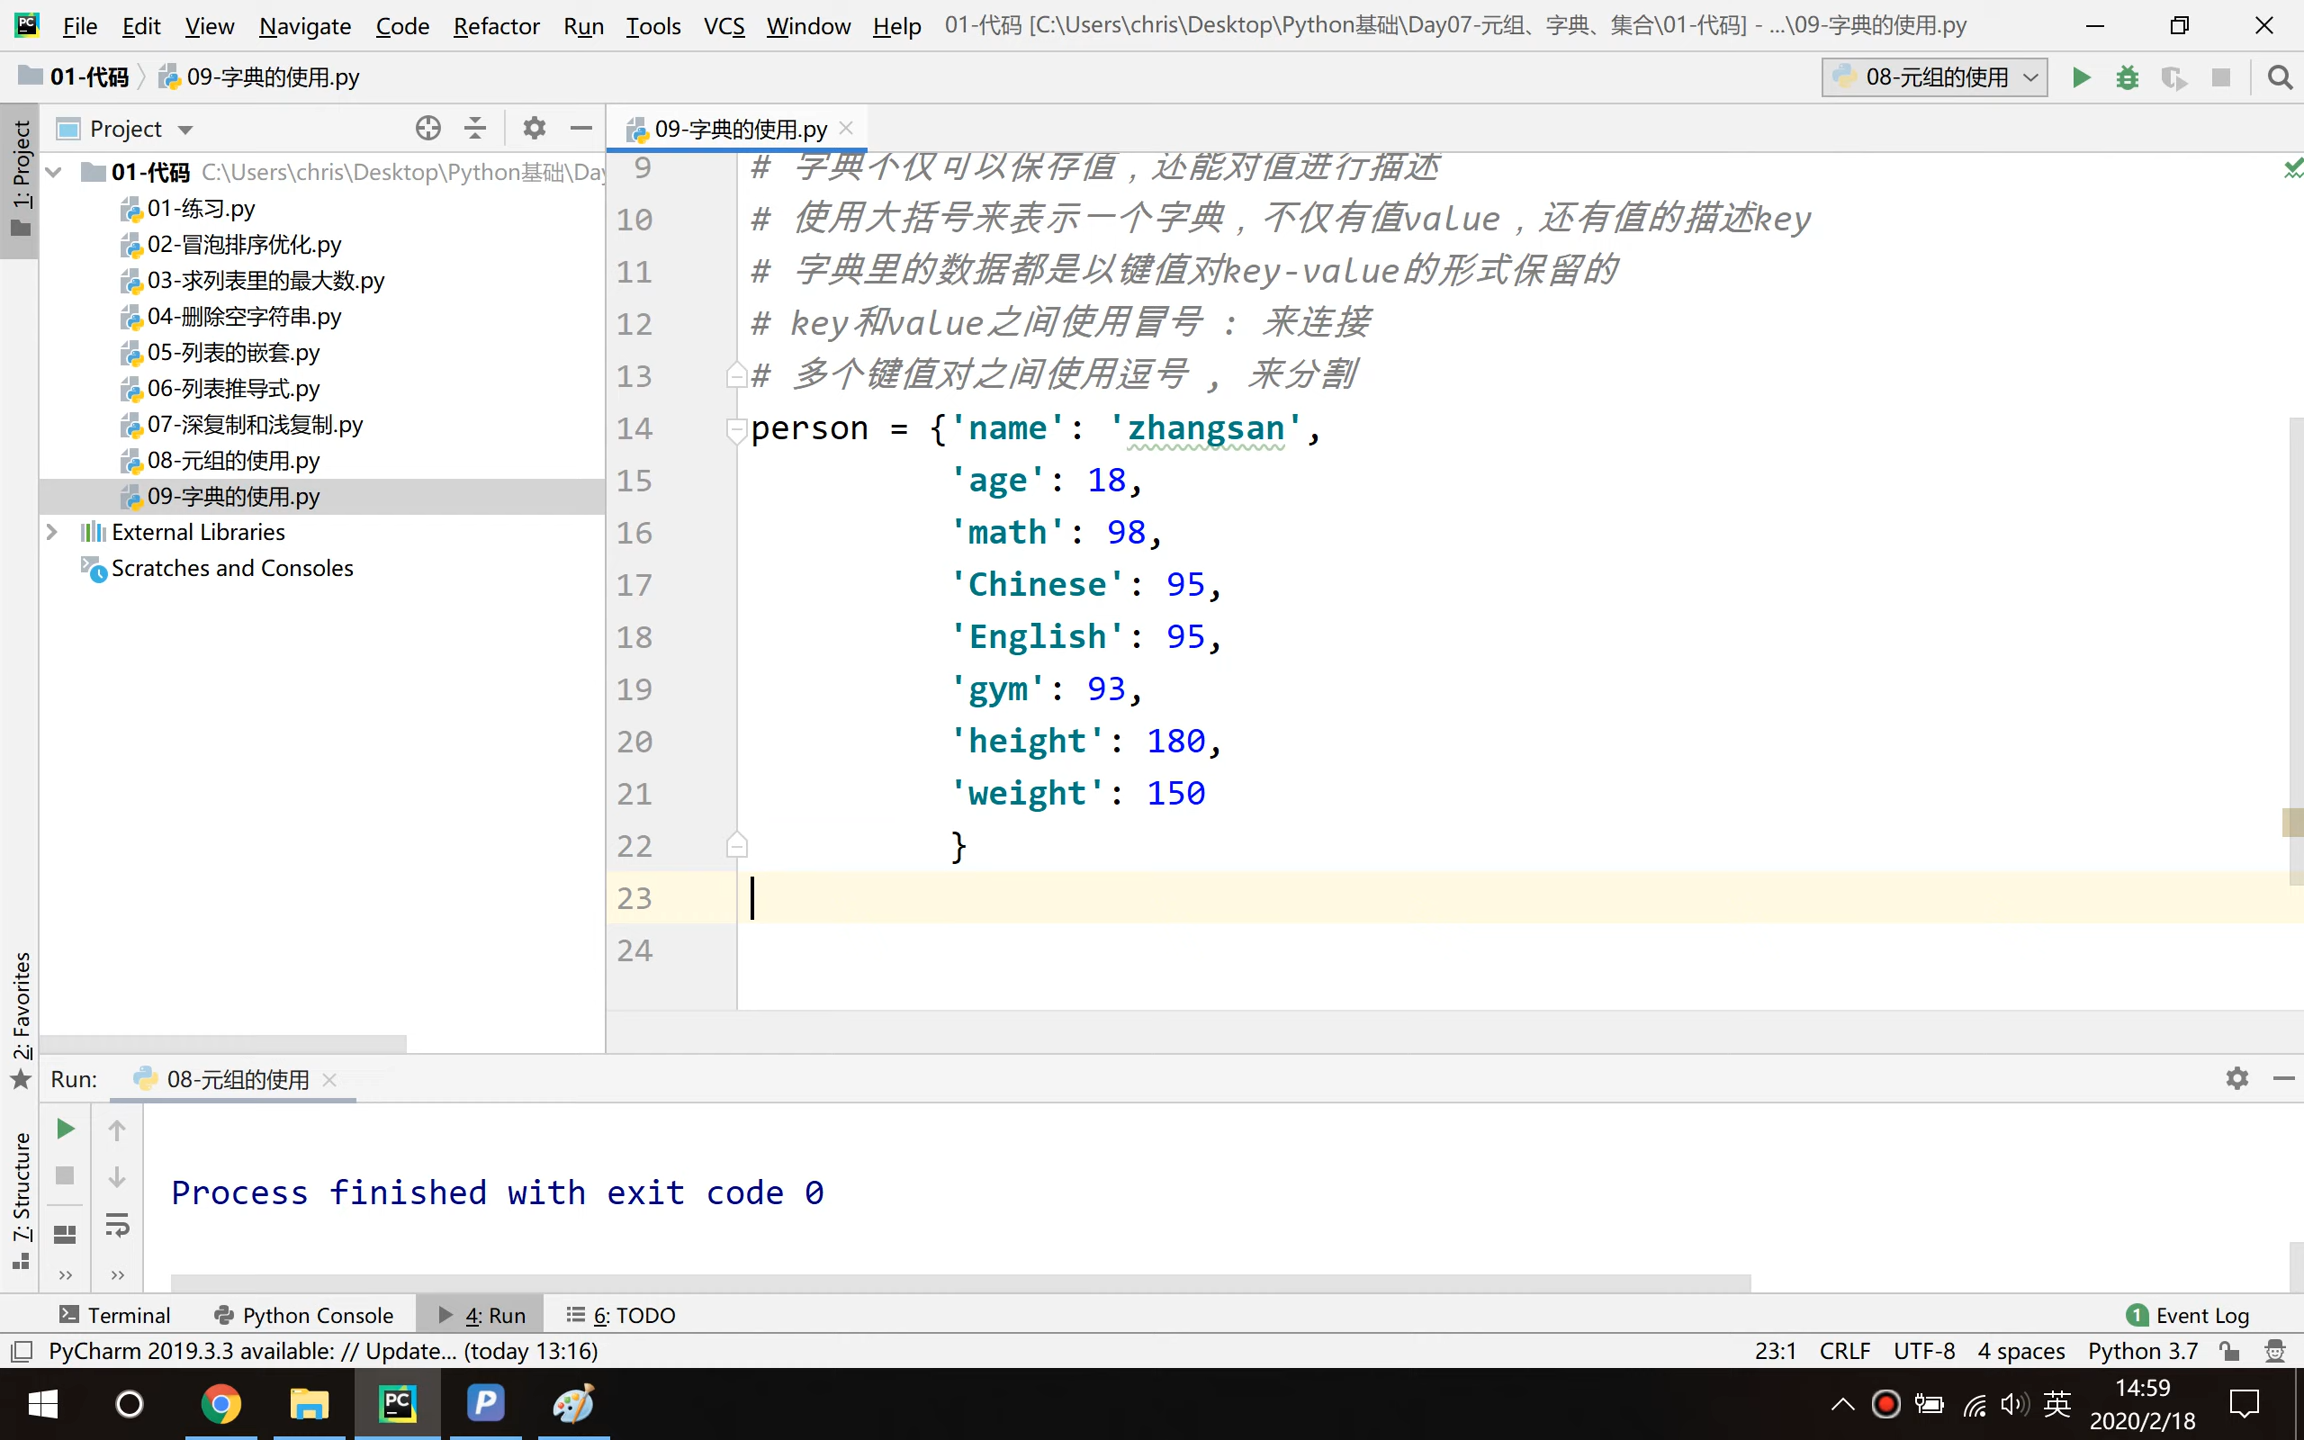 File Edit View Navigate Code Refactor Run Tools VCS Window Help 01-代码 [C:\Users\chris\Desktop\Python基础\Day07-元组、字典、集合\01-代码] - ...\09-字典的使用.py
01-代码 09-字典的使用.py 08-元组的使用
1: Project
Project
09-字典的使用.py
01-代码 C:\Users\chris\Desktop\Python基础\Day
01-练习.py
02-冒泡排序优化.py
03-求列表里的最大数.py
04-删除空字符串.py
05-列表的嵌套.py
06-列表推导式.py
07-深复制和浅复制.py
08-元组的使用.py
09-字典的使用.py
External Libraries
Scratches and Consoles
9 # 字典不仅可以保存值，还能对值进行描述
10 # 使用大括号来表示一个字典，不仅有值value，还有值的描述key
11 # 字典里的数据都是以键值对key-value的形式保留的
12 # key和value之间使用冒号 : 来连接
13 # 多个键值对之间使用逗号 , 来分割
14 person = {'name': 'zhangsan',
15 'age': 18,
16 'math': 98,
17 'Chinese': 95,
18 'English': 95,
19 'gym': 93,
20 'height': 180,
21 'weight': 150
22 }
23
24
2: Favorites
7: Structure
Run: 08-元组的使用
Process finished with exit code 0
Terminal Python Console 4: Run 6: TODO 1 Event Log
PyCharm 2019.3.3 available: // Update... (today 13:16) 23:1 CRLF UTF-8 4 spaces Python 3.7
英 14:59
2020/2/18